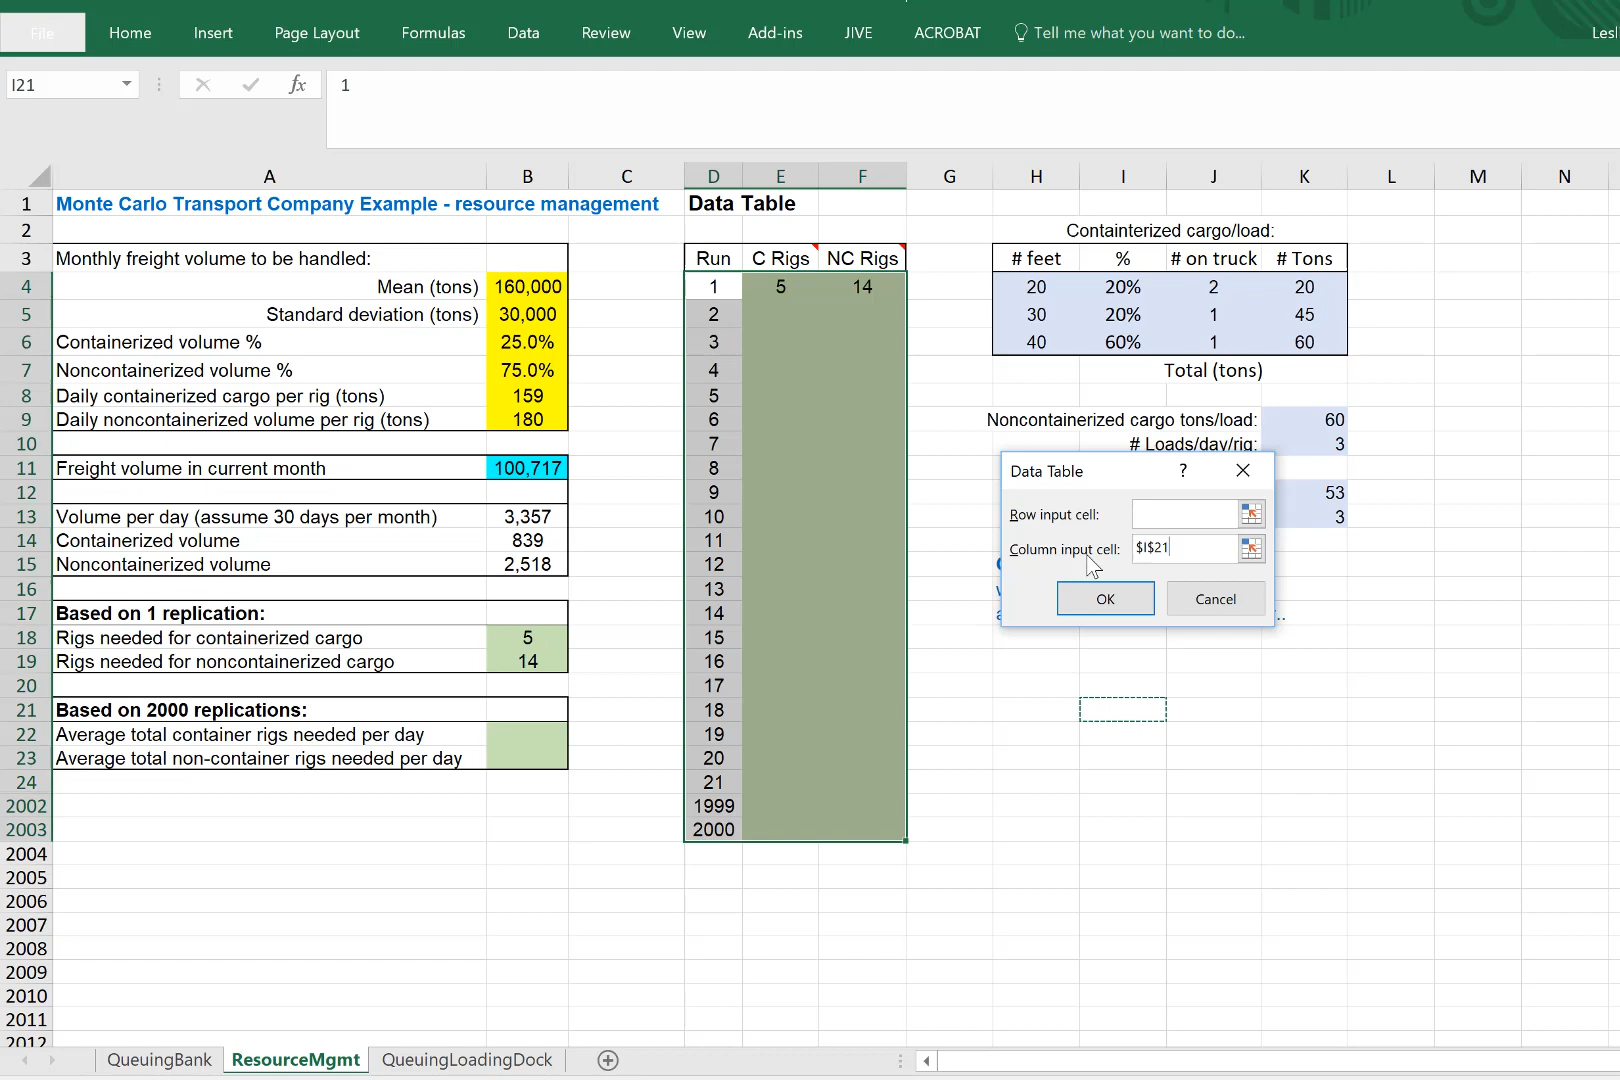 File Home Insert Page Layout Formulas Data Review View Add-ins JIVE ACROBAT Tell me what you want to do... Lesl
I21 fx 1
A B C D E F G H I J K L M N
1 Monte Carlo Transport Company Example - resource management Data Table
2 Containterized cargo/load:
3 Monthly freight volume to be handled: Run C Rigs NC Rigs # feet % # on truck # Tons
4 Mean (tons) 160,000 1 5 14 20 20% 2 20
5 Standard deviation (tons) 30,000 2 30 20% 1 45
6 Containerized volume % 25.0% 3 40 60% 1 60
7 Noncontainerized volume % 75.0% 4 Total (tons)
8 Daily containerized cargo per rig (tons) 159 5
9 Daily noncontainerized volume per rig (tons) 180 6 Noncontainerized cargo tons/load: 60
10 7 # Loads/day/rig: 3
11 Freight volume in current month 100,717 8
12 9 53
13 Volume per day (assume 30 days per month) 3,357 10 3
14 Containerized volume 839 11
15 Noncontainerized volume 2,518 12
16 13
17 Based on 1 replication: 14
18 Rigs needed for containerized cargo 5 15
19 Rigs needed for noncontainerized cargo 14 16
20 17
21 Based on 2000 replications: 18
22 Average total container rigs needed per day 19
23 Average total non-container rigs needed per day 20
24 21
2002 1999
2003 2000
2004
2005
2006
2007
2008
2009
2010
2011
2012
Data Table ?
Row input cell:
Column input cell: $I$21
OK Cancel
..
QueuingBank ResourceMgmt QueuingLoadingDock